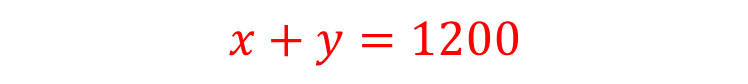 x + y = 1200